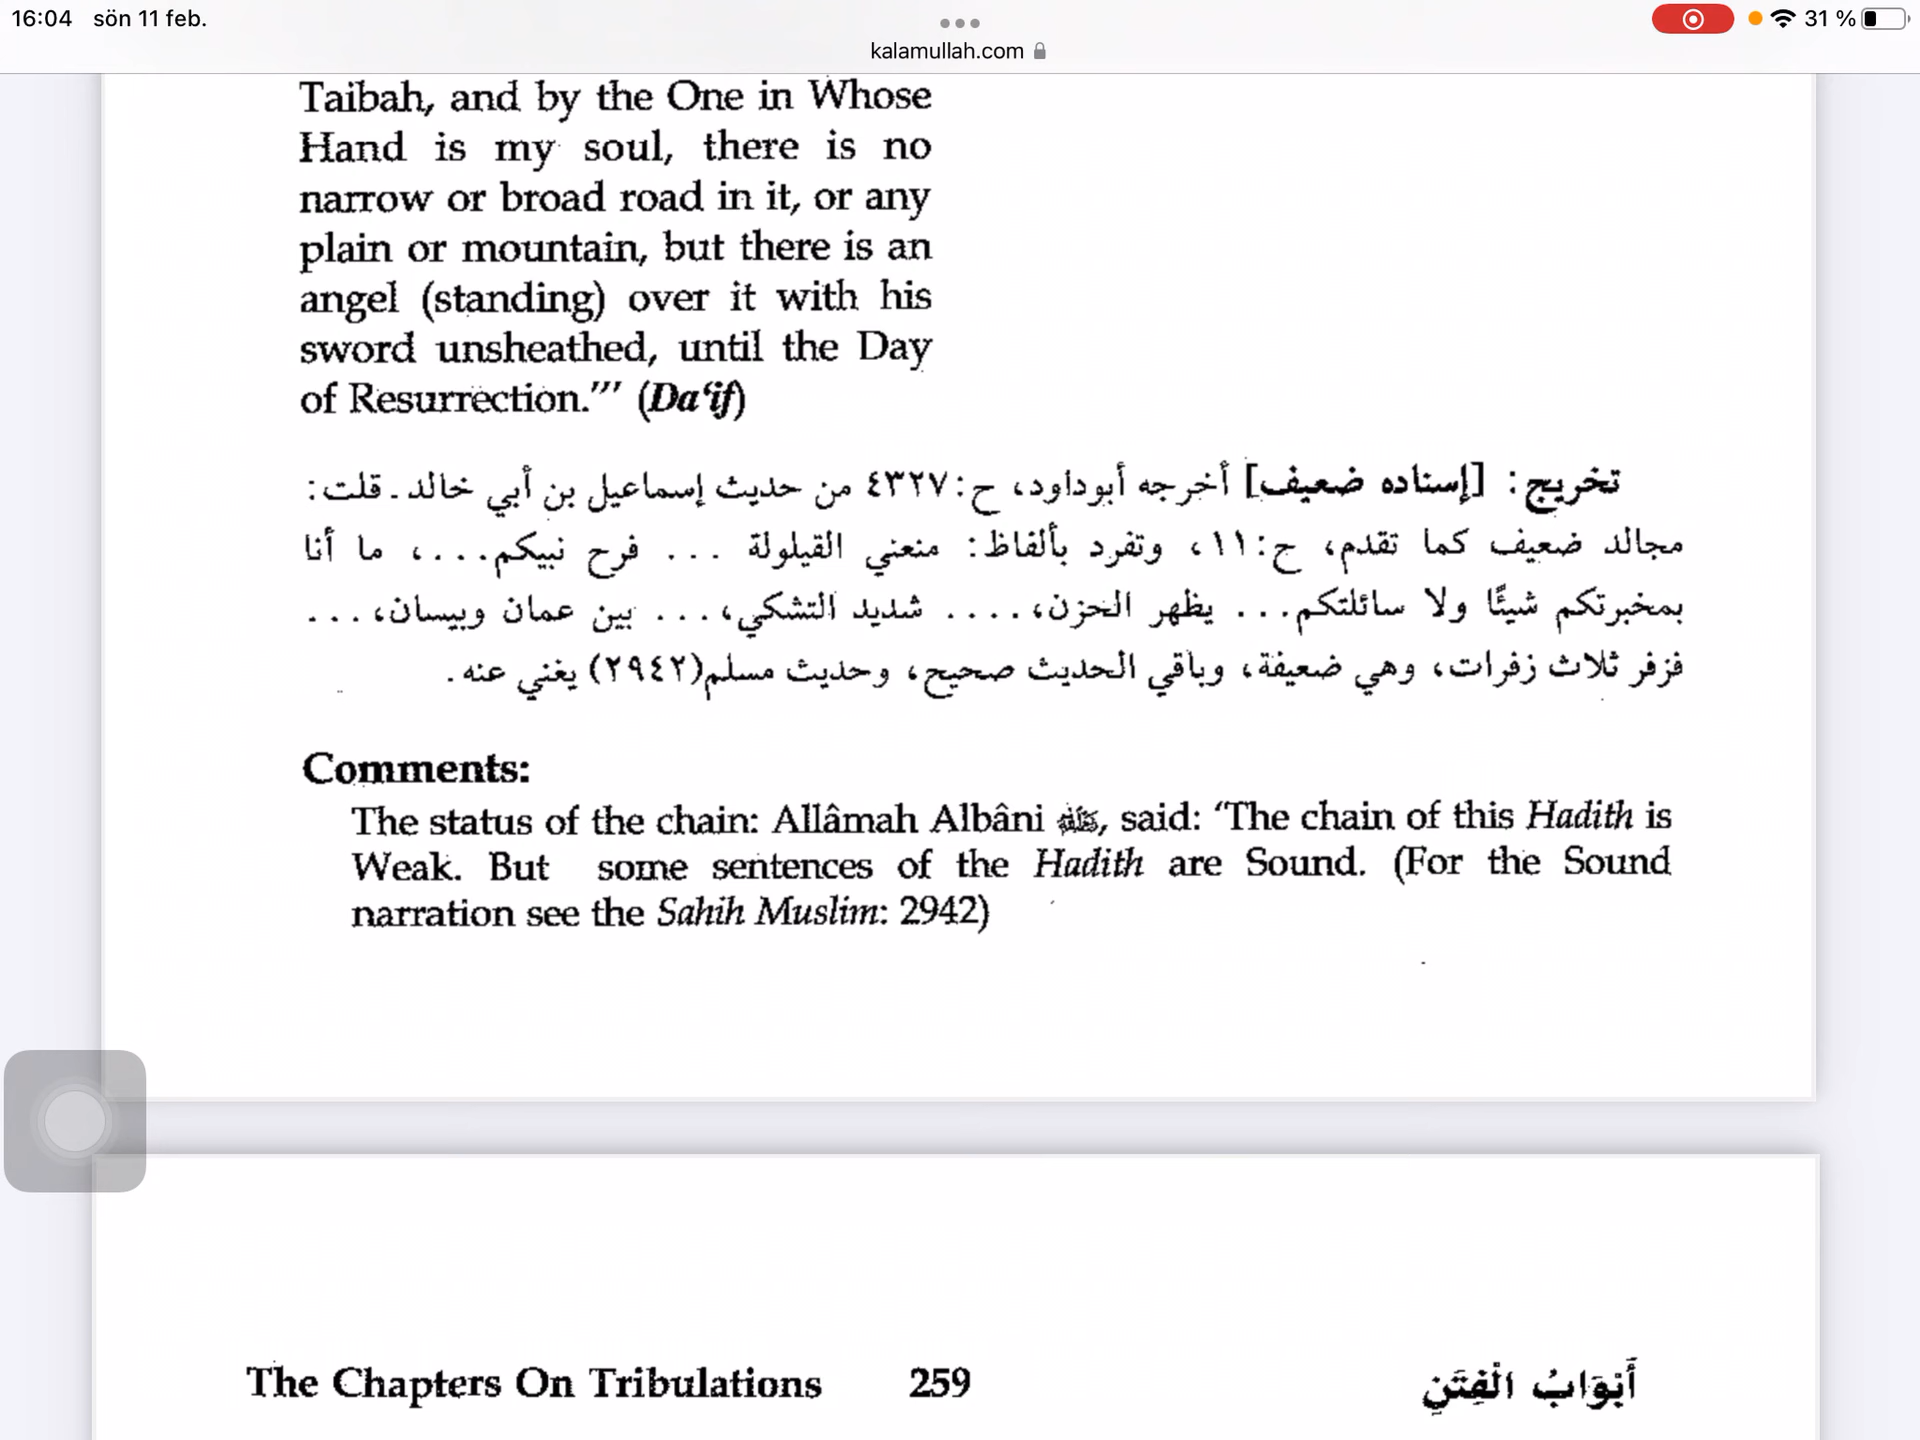 16:04 sön 11 feb.
31 %
kalamullah.com
Taibah, and by the One in Whose
Hand is my soul, there is no
narrow or broad road in it, or any
plain or mountain, but there is an
angel (standing) over it with his
sword unsheathed, until the Day
of Resurrection."'" (Da'if)
تخريج: [إسناده ضعيف] أخرجه أبوداود، ح:٤٣٢٧ من حديث إسماعيل بن أبي خالد. قلت:
مجالد ضعيف كما تقدم، ح:١١، وتفرد بألفاظ: منعني القيلولة ... فرح نبيكم...، ما أنا
بمخبرتكم شيئًا ولا سائلتكم... يظهر الحزن، .... شديد التشكي، ... بين عمان وبيسان، ...
فزفر ثلاث زفرات، وهي ضعيفة، وباقي الحديث صحيح، وحديث مسلم(٢٩٤٢) يغني عنه.
Comments:
The status of the chain: Allâmah Albâni, said: 'The chain of this Hadith is
Weak. But some sentences of the Hadith are Sound. (For the Sound
narration see the Sahih Muslim: 2942)
The Chapters On Tribulations 259 أَبْوَابُ الْفِتَنِ